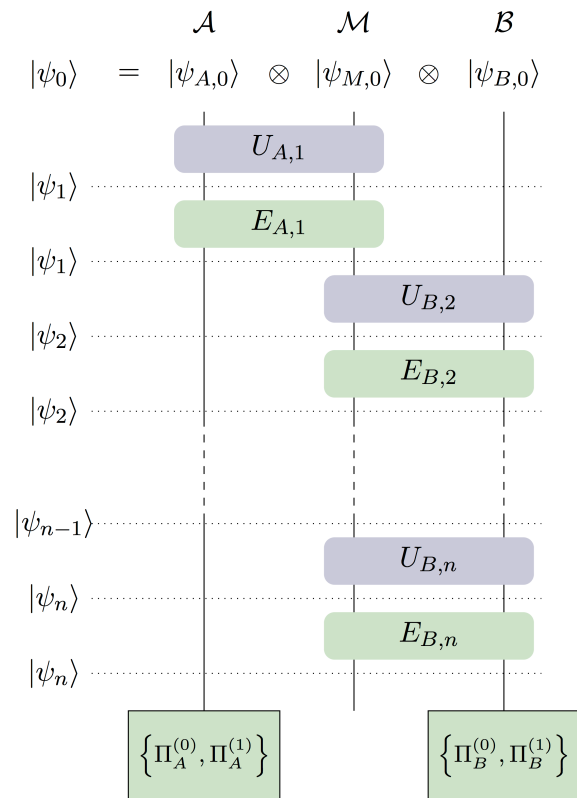 𝒜 ℳ ℬ
|ψ₀⟩ = |ψ_{A,0}⟩ ⊗ |ψ_{M,0}⟩ ⊗ |ψ_{B,0}⟩
U_{A,1}
|ψ₁⟩
E_{A,1}
|ψ₁⟩
U_{B,2}
|ψ₂⟩
E_{B,2}
|ψ₂⟩
|ψ_{n−1}⟩
U_{B,n}
|ψ_n⟩
E_{B,n}
|ψ_n⟩
{Π_A^{(0)}, Π_A^{(1)}} {Π_B^{(0)}, Π_B^{(1)}}